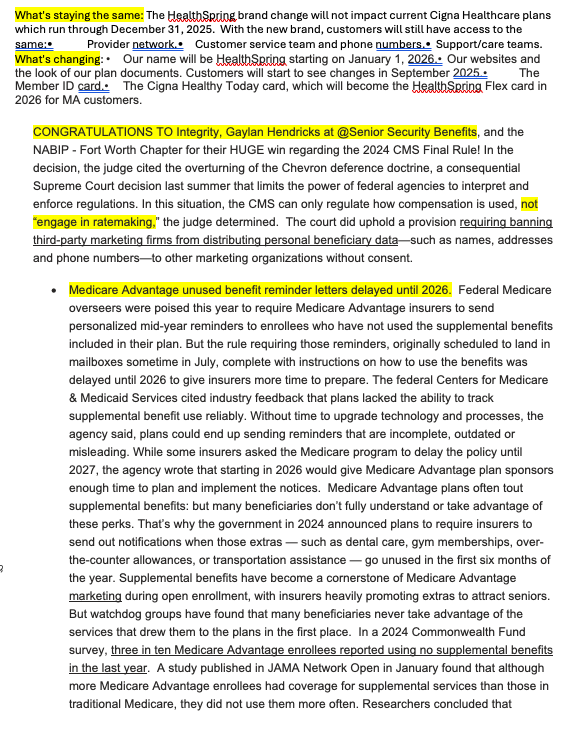 What's staying the same: The HealthSpring brand change will not impact current Cigna Healthcare plans
which run through December 31, 2025.  With the new brand, customers will still have access to the
same:•  Provider network.•  Customer service team and phone numbers.•  Support/care teams.
What's changing: •  Our name will be HealthSpring starting on January 1, 2026.•  Our websites and
the look of our plan documents. Customers will start to see changes in September 2025.•  The
Member ID card.•  The Cigna Healthy Today card, which will become the HealthSpring Flex card in
2026 for MA customers.
CONGRATULATIONS TO Integrity, Gaylan Hendricks at @Senior Security Benefits, and the
NABIP - Fort Worth Chapter for their HUGE win regarding the 2024 CMS Final Rule! In the
decision, the judge cited the overturning of the Chevron deference doctrine, a consequential
Supreme Court decision last summer that limits the power of federal agencies to interpret and
enforce regulations. In this situation, the CMS can only regulate how compensation is used, not
“engage in ratemaking,” the judge determined.  The court did uphold a provision requiring banning
third-party marketing firms from distributing personal beneficiary data—such as names, addresses
and phone numbers—to other marketing organizations without consent.
• Medicare Advantage unused benefit reminder letters delayed until 2026.  Federal Medicare
overseers were poised this year to require Medicare Advantage insurers to send
personalized mid-year reminders to enrollees who have not used the supplemental benefits
included in their plan. But the rule requiring those reminders, originally scheduled to land in
mailboxes sometime in July, complete with instructions on how to use the benefits was
delayed until 2026 to give insurers more time to prepare. The federal Centers for Medicare
& Medicaid Services cited industry feedback that plans lacked the ability to track
supplemental benefit use reliably. Without time to upgrade technology and processes, the
agency said, plans could end up sending reminders that are incomplete, outdated or
misleading. While some insurers asked the Medicare program to delay the policy until
2027, the agency wrote that starting in 2026 would give Medicare Advantage plan sponsors
enough time to plan and implement the notices.  Medicare Advantage plans often tout
supplemental benefits: but many beneficiaries don’t fully understand or take advantage of
these perks. That’s why the government in 2024 announced plans to require insurers to
send out notifications when those extras — such as dental care, gym memberships, over-
the-counter allowances, or transportation assistance — go unused in the first six months of
the year. Supplemental benefits have become a cornerstone of Medicare Advantage
marketing during open enrollment, with insurers heavily promoting extras to attract seniors.
But watchdog groups have found that many beneficiaries never take advantage of the
services that drew them to the plans in the first place.  In a 2024 Commonwealth Fund
survey, three in ten Medicare Advantage enrollees reported using no supplemental benefits
in the last year.  A study published in JAMA Network Open in January found that although
more Medicare Advantage enrollees had coverage for supplemental services than those in
traditional Medicare, they did not use them more often. Researchers concluded that